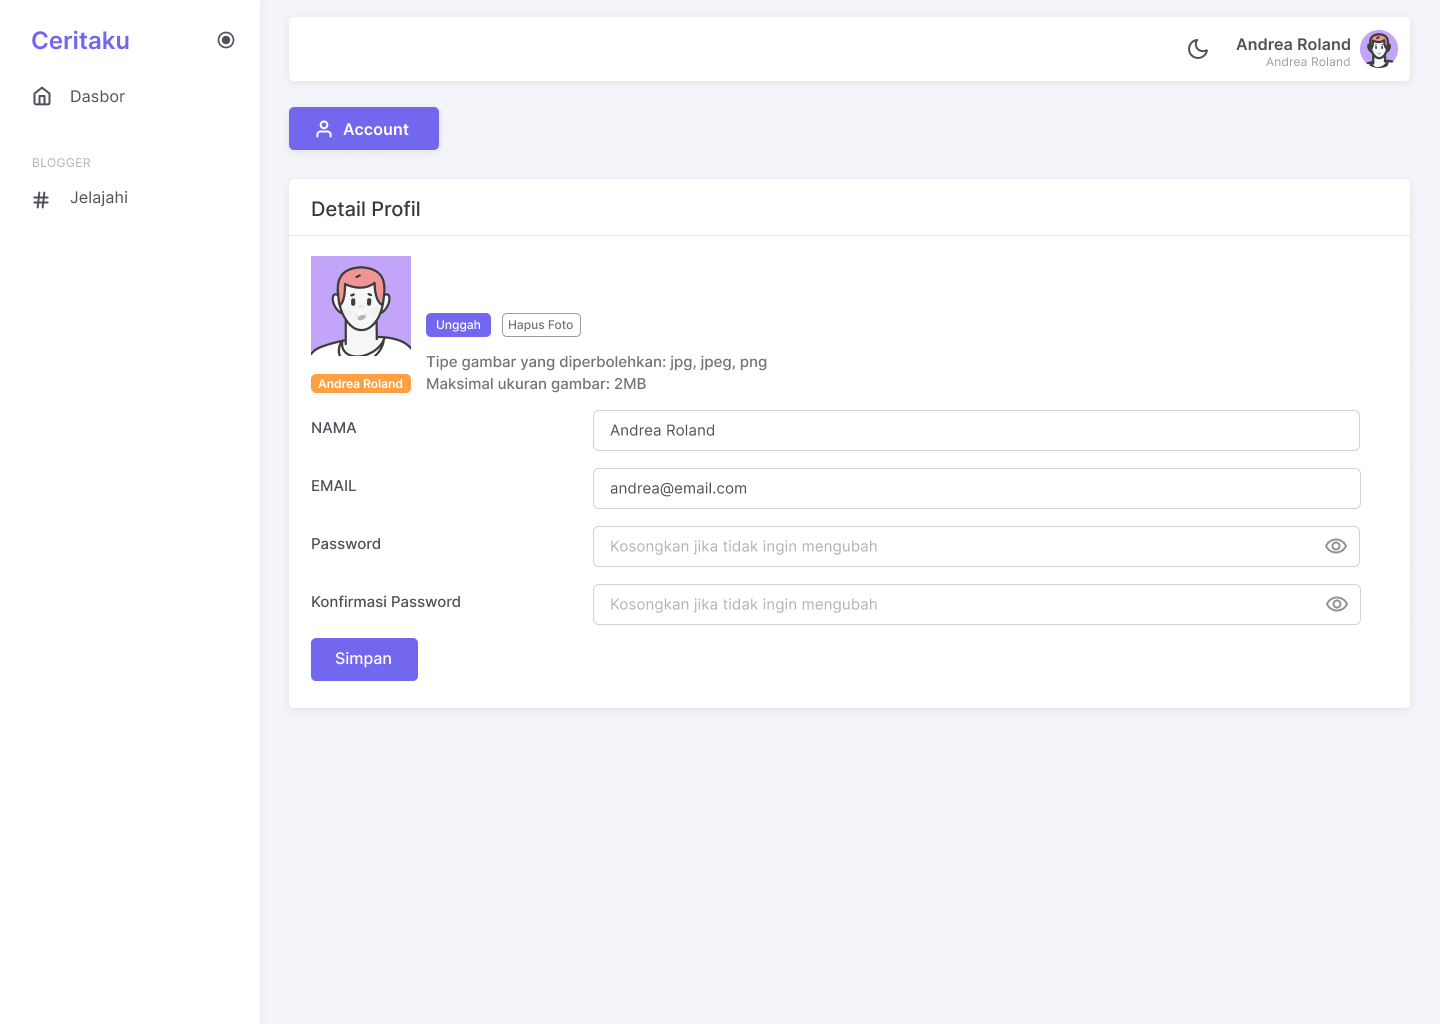 Ceritaku
Dasbor
BLOGGER
Jelajahi
Andrea Roland
Andrea Roland
Account
Detail Profil
Unggah
Hapus Foto
Tipe gambar yang diperbolehkan: jpg, jpeg, png
Maksimal ukuran gambar: 2MB
Andrea Roland
NAMA
Andrea Roland
EMAIL
andrea@email.com
Password
Kosongkan jika tidak ingin mengubah
Konfirmasi Password
Kosongkan jika tidak ingin mengubah
Simpan